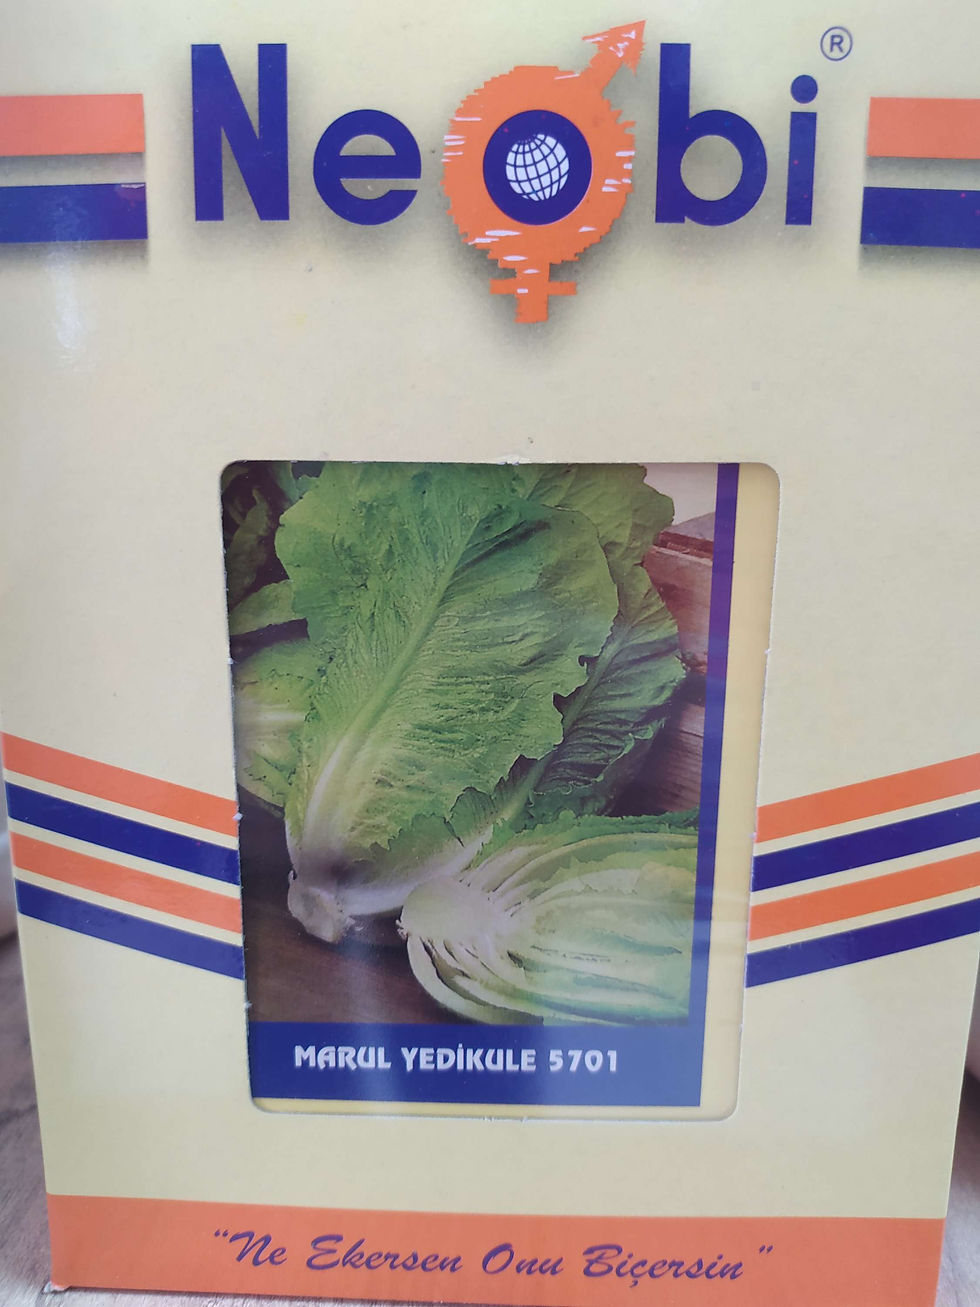 Neobi®
MARUL YEDİKULE 5701
“Ne Ekersen Onu Biçersin”